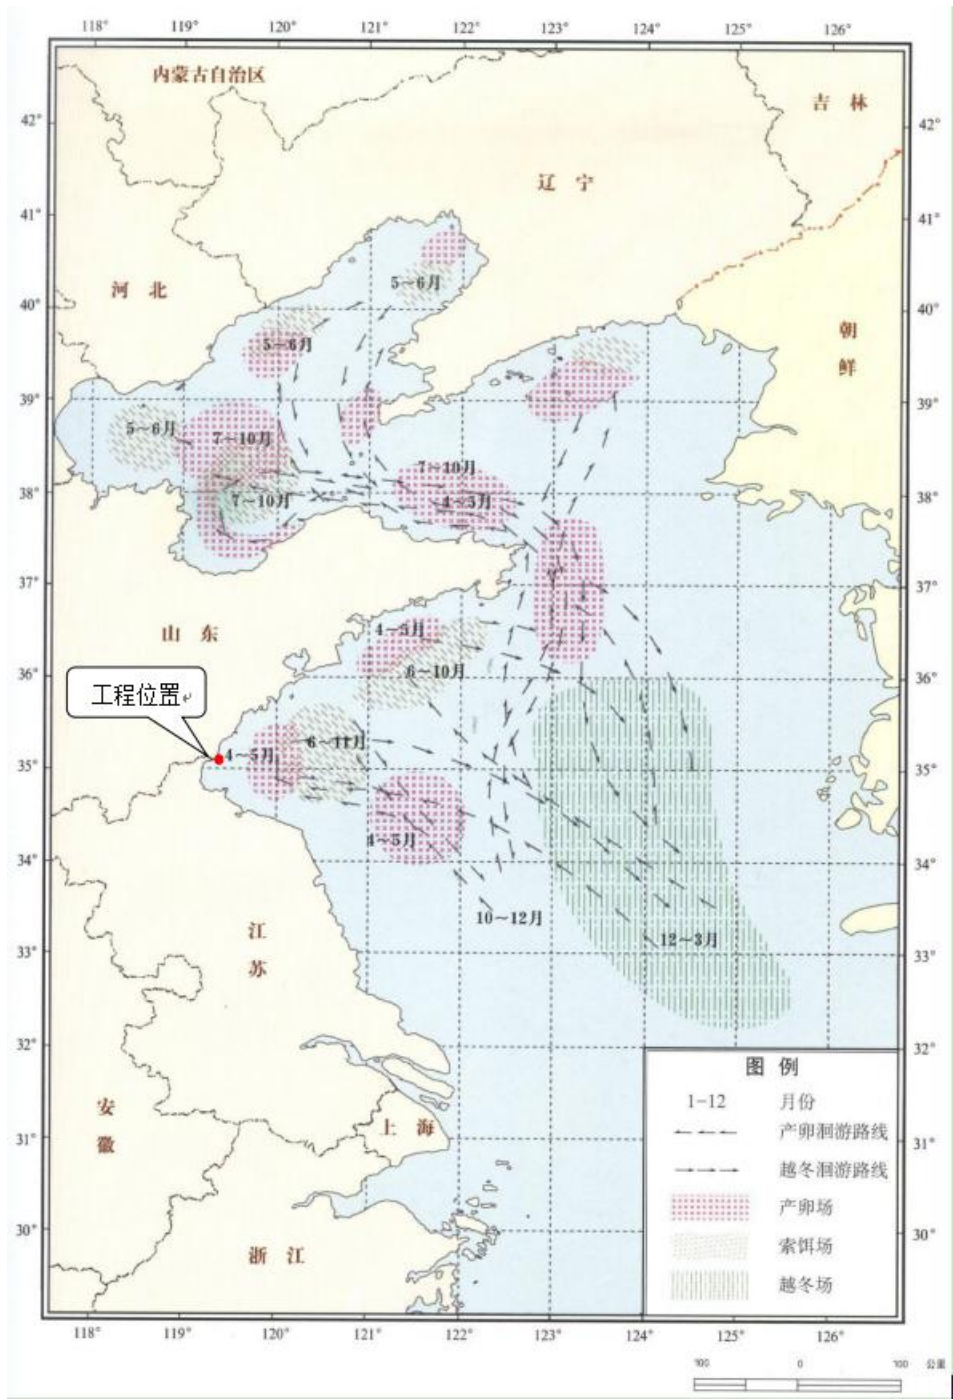 118° 119° 120° 121° 122° 123° 124° 125° 126°
内蒙古自治区
吉 林
42° 42°
辽 宁
41° 41°
5~6月
河 北
40° 40°
朝
鲜
5~6月
39° 39°
5~6月
7~10月
7~10月
38° 7~10月 4~5月 38°
37° 37°
山 东
4~5月
6~10月
36° 36°
工程位置
4~5月
6~11月
35° 35°
4~5月
34° 34°
10~12月
江
苏
12~3月
33° 33°
32° 32°
图 例
1-12 月份
安
徽
上 海
产卵洄游路线
31° 31°
越冬洄游路线
产卵场
30° 30°
索饵场
浙 江
越冬场
118° 119° 120° 121° 122° 123° 124° 125° 126°
100 0 100 公里